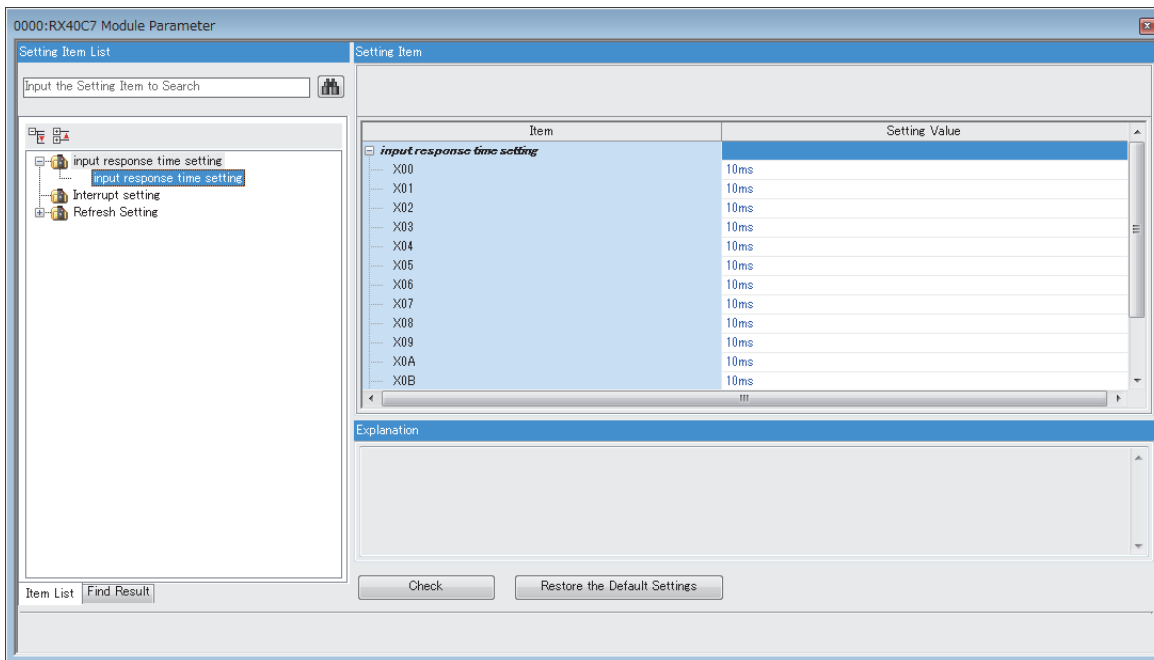 0000:RX40C7 Module Parameter
Setting Item List
Input the Setting Item to Search
input response time setting
input response time setting
Interrupt setting
Refresh Setting
Item List
Find Result
Setting Item
Item Setting Value
input response time setting
X00 10ms
X01 10ms
X02 10ms
X03 10ms
X04 10ms
X05 10ms
X06 10ms
X07 10ms
X08 10ms
X09 10ms
X0A 10ms
X0B 10ms
Explanation
Check
Restore the Default Settings